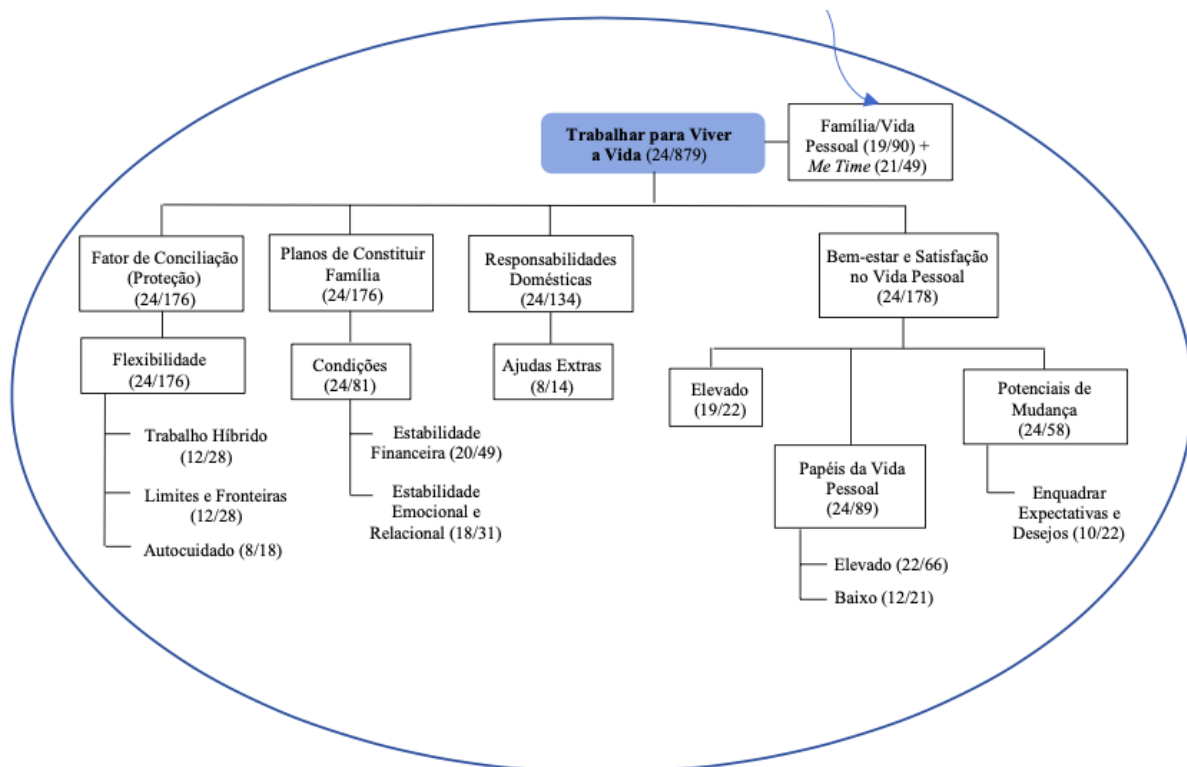 Trabalhar para Viver
a Vida (24/879)
Família/Vida
Pessoal (19/90) +
Me Time (21/49)
Fator de Conciliação
(Proteção)
(24/176)
Planos de Constituir
Família
(24/176)
Responsabilidades
Domésticas
(24/134)
Bem-estar e Satisfação
no Vida Pessoal
(24/178)
Flexibilidade
(24/176)
Condições
(24/81)
Ajudas Extras
(8/14)
Elevado
(19/22)
Potenciais de
Mudança
(24/58)
Trabalho Híbrido
(12/28)
Limites e Fronteiras
(12/28)
Autocuidado (8/18)
Estabilidade
Financeira (20/49)
Estabilidade
Emocional e
Relacional (18/31)
Papéis da Vida
Pessoal
(24/89)
Elevado (22/66)
Baixo (12/21)
Enquadrar
Expectativas e
Desejos (10/22)